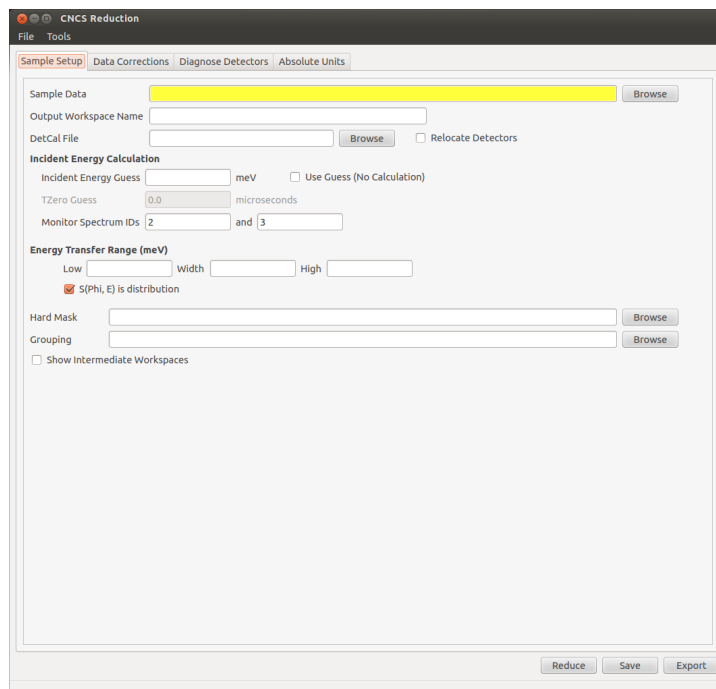 CNCS Reduction
File Tools
Sample Setup Data Corrections Diagnose Detectors Absolute Units
Sample Data Browse
Output Workspace Name
DetCal File Browse Relocate Detectors
Incident Energy Calculation
Incident Energy Guess meV Use Guess (No Calculation)
TZero Guess 0.0 microseconds
Monitor Spectrum IDs 2 and 3
Energy Transfer Range (meV)
Low Width High
S(Phi, E) is distribution
Hard Mask Browse
Grouping Browse
Show Intermediate Workspaces
Reduce Save Export